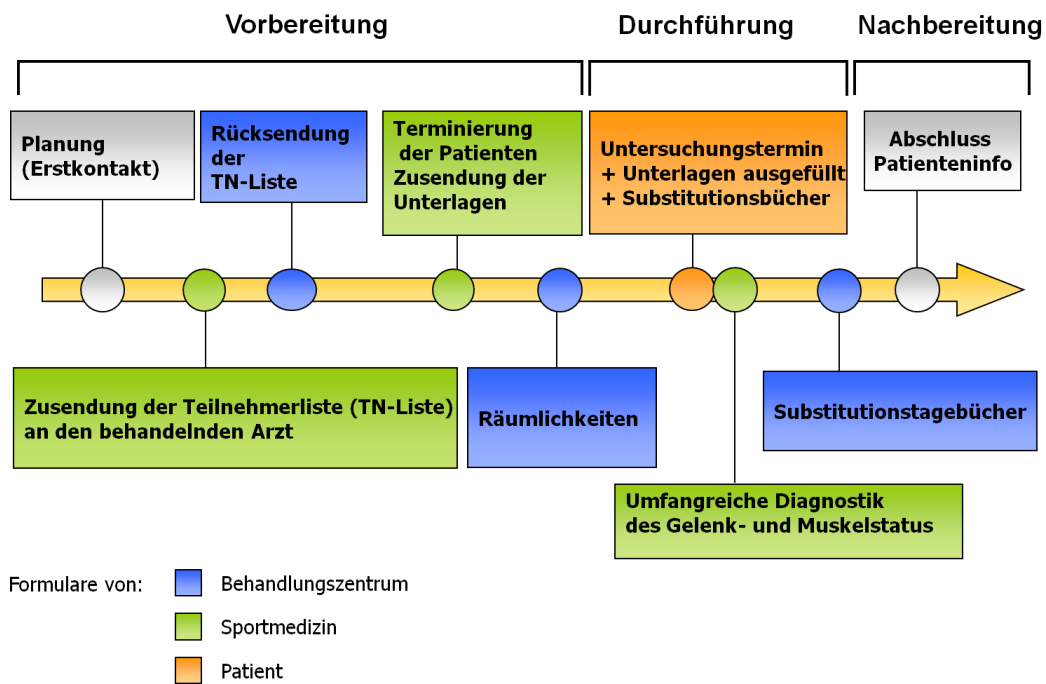 Vorbereitung
Durchführung
Nachbereitung
Planung
(Erstkontakt)
Rücksendung
der
TN-Liste
Terminierung
der Patienten
Zusendung der
Unterlagen
Untersuchungstermin
+ Unterlagen ausgefüllt
+ Substitutionsbücher
Abschluss
Patienteninfo
Zusendung der Teilnehmerliste (TN-Liste)
an den behandelnden Arzt
Räumlichkeiten
Substitutionstagebücher
Umfangreiche Diagnostik
des Gelenk- und Muskelstatus
Formulare von:
Behandlungszentrum
Sportmedizin
Patient